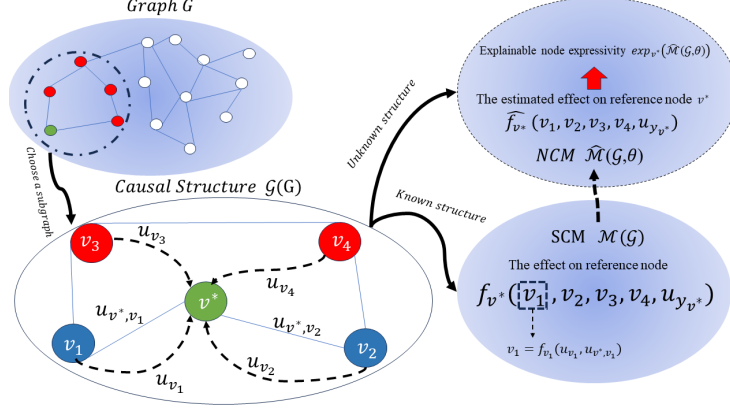 Graph G
Choose a subgraph
Causal Structure 𝒢(G)
v₃
u_{v₃}
v₄
u_{v₄}
v*
u_{v*,v₁}
u_{v*,v₂}
v₁
u_{v₁}
u_{v₂}
v₂
Unknown structure
Known structure
Explainable node expressivity exp_{v*}(M̂(𝒢,θ))
The estimated effect on reference node v*
f̂_{v*} (v₁, v₂, v₃, v₄, u_{y_{v*}})
NCM M̂(𝒢,θ)
SCM ℳ(𝒢)
The effect on reference node
f_{v*}(v₁, v₂, v₃, v₄, u_{y_{v*}})
v₁ = f_{v₁}(u_{v₁}, u_{v*,v₁})